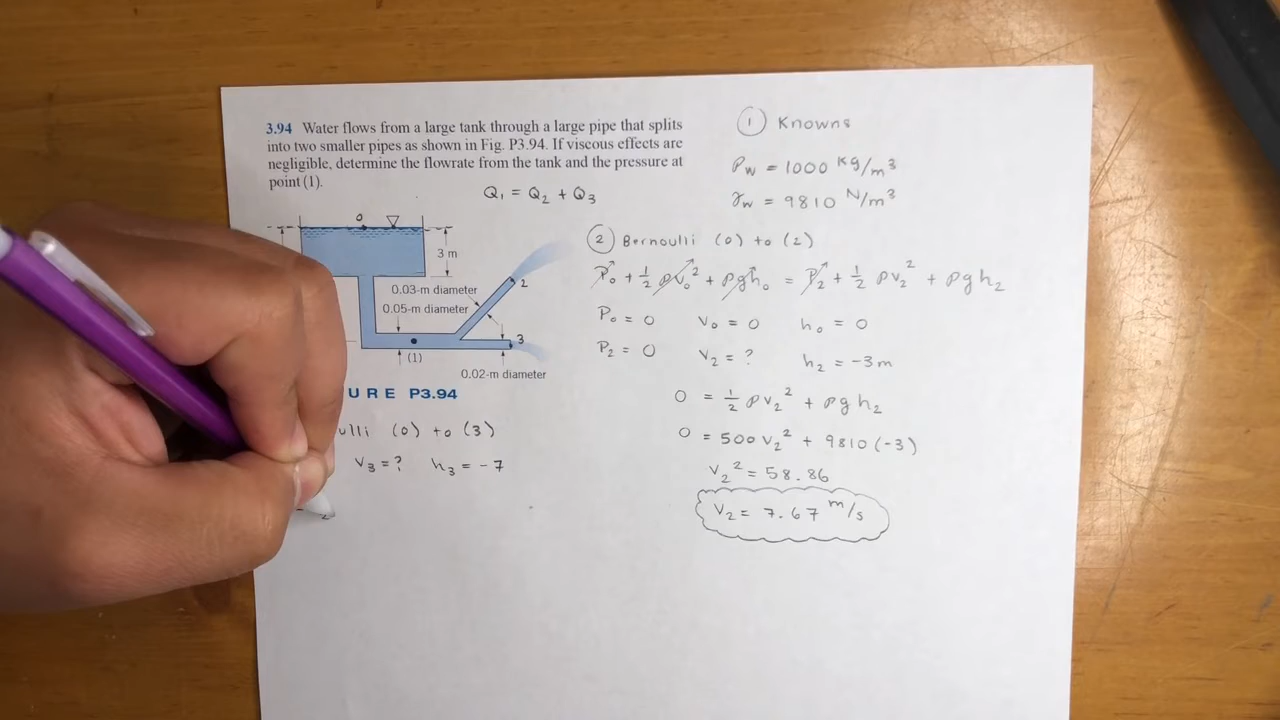 3.94 Water flows from a large tank through a large pipe that splits
into two smaller pipes as shown in Fig. P3.94. If viscous effects are
negligible, determine the flowrate from the tank and the pressure at
point (1).
Q₁ = Q₂ + Q₃
0
3 m
0.03-m diameter
2
0.05-m diameter
3
(1)
0.02-m diameter
URE P3.94
ulli (0) to (3)
V₃ = ? h₃ = -7
1 Knowns
ρw = 1000 kg/m³
γw = 9810 N/m³
2 Bernoulli (0) to (2)
P₀ + ½ρv₀² + ρgh₀ = P₂ + ½ρv₂² + ρgh₂
P₀ = 0 V₀ = 0 h₀ = 0
P₂ = 0 V₂ = ? h₂ = -3m
0 = ½ρv₂² + ρgh₂
0 = 500v₂² + 9810(-3)
V₂² = 58.86
V₂ = 7.67 m/s